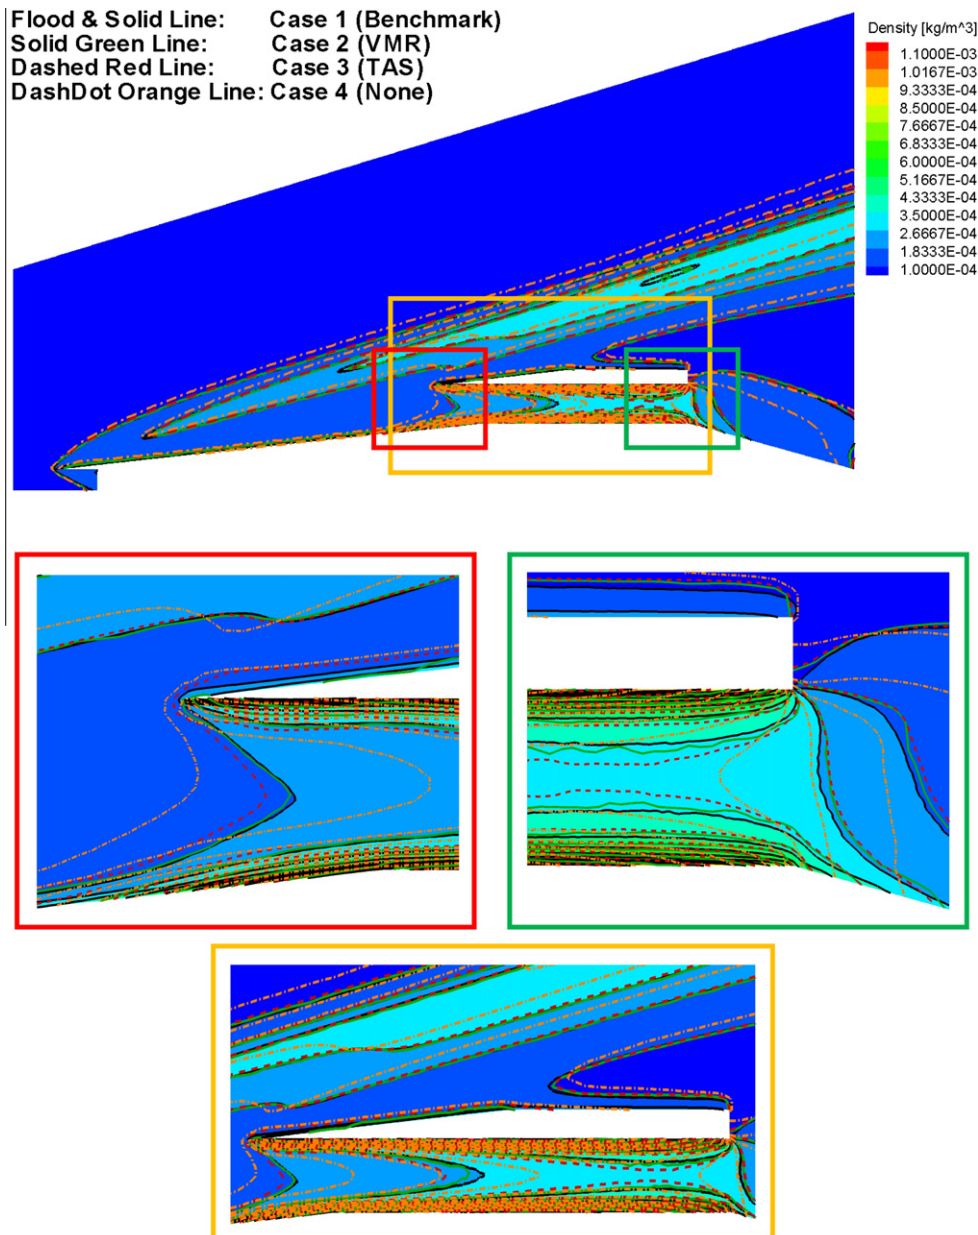 Flood & Solid Line: Case 1 (Benchmark)
Solid Green Line: Case 2 (VMR)
Dashed Red Line: Case 3 (TAS)
DashDot Orange Line: Case 4 (None)
Density [kg/m^3]
1.1000E-03
1.0167E-03
9.3333E-04
8.5000E-04
7.6667E-04
6.8333E-04
6.0000E-04
5.1667E-04
4.3333E-04
3.5000E-04
2.6667E-04
1.8333E-04
1.0000E-04